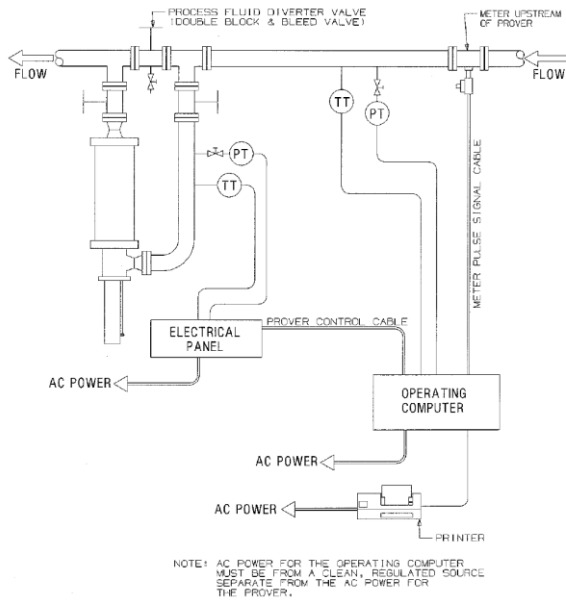 PROCESS FLUID DIVERTER VALVE
(DOUBLE BLOCK & BLEED VALVE)
METER UPSTREAM
OF PROVER
FLOW
FLOW
TT
PT
PT
TT
METER PULSE SIGNAL CABLE
PROVER CONTROL CABLE
ELECTRICAL
PANEL
AC POWER
OPERATING
COMPUTER
AC POWER
AC POWER
PRINTER
NOTE: AC POWER FOR THE OPERATING COMPUTER
MUST BE FROM A CLEAN, REGULATED SOURCE
SEPARATE FROM THE AC POWER FOR
THE PROVER.